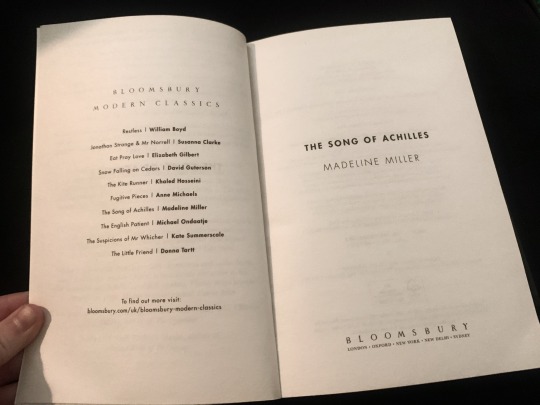 BLOOMSBURY
MODERN CLASSICS
Restless | William Boyd
Jonathan Strange & Mr Norrell | Susanna Clarke
Eat Pray Love | Elizabeth Gilbert
Snow Falling on Cedars | David Guterson
The Kite Runner | Khaled Hosseini
Fugitive Pieces | Anne Michaels
The Song of Achilles | Madeline Miller
The English Patient | Michael Ondaatje
The Suspicions of Mr Whicher | Kate Summerscale
The Little Friend | Donna Tartt
To find out more visit:
bloomsbury.com/uk/bloomsbury-modern-classics
THE SONG OF ACHILLES
MADELINE MILLER
BLOOMSBURY
LONDON • OXFORD • NEW YORK • NEW DELHI • SYDNEY